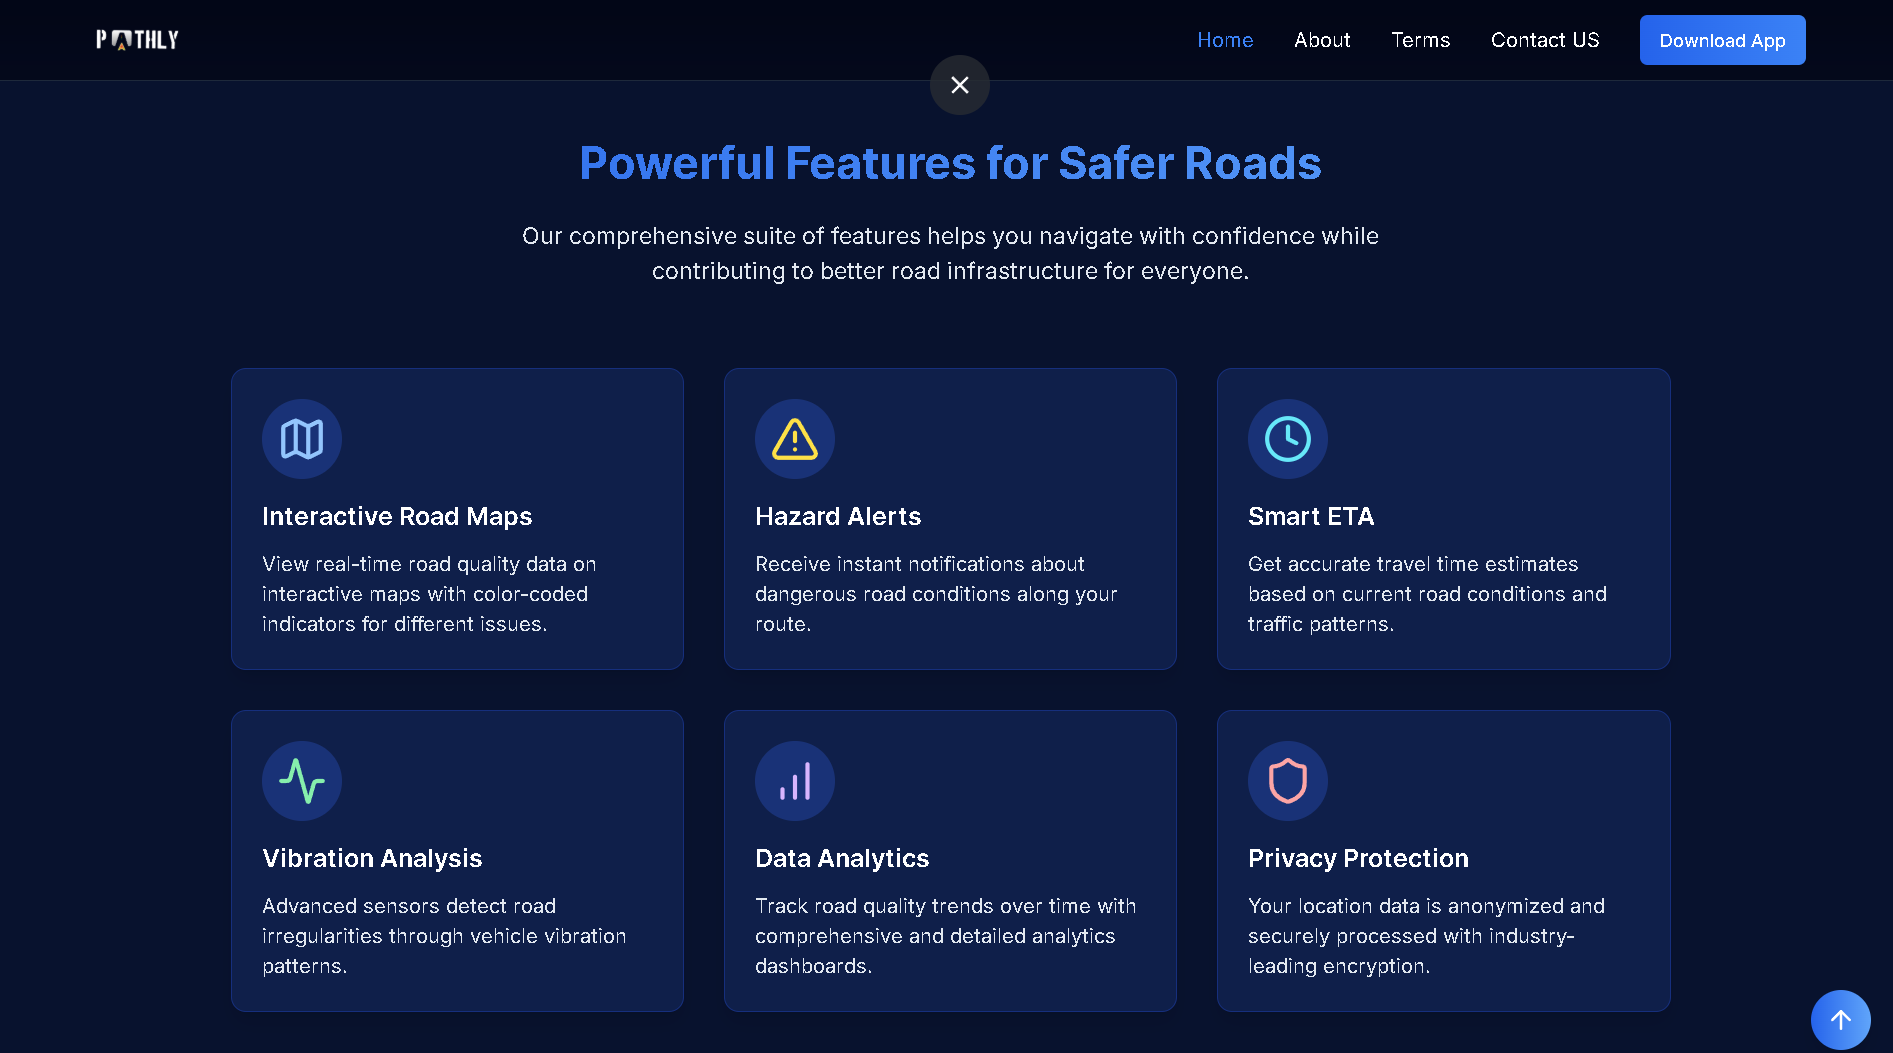 PATHLY
Home
About
Terms
Contact US
Download App
Powerful Features for Safer Roads
Our comprehensive suite of features helps you navigate with confidence while
contributing to better road infrastructure for everyone.
Interactive Road Maps
View real-time road quality data on
interactive maps with color-coded
indicators for different issues.
Hazard Alerts
Receive instant notifications about
dangerous road conditions along your
route.
Smart ETA
Get accurate travel time estimates
based on current road conditions and
traffic patterns.
Vibration Analysis
Advanced sensors detect road
irregularities through vehicle vibration
patterns.
Data Analytics
Track road quality trends over time with
comprehensive and detailed analytics
dashboards.
Privacy Protection
Your location data is anonymized and
securely processed with industry-
leading encryption.